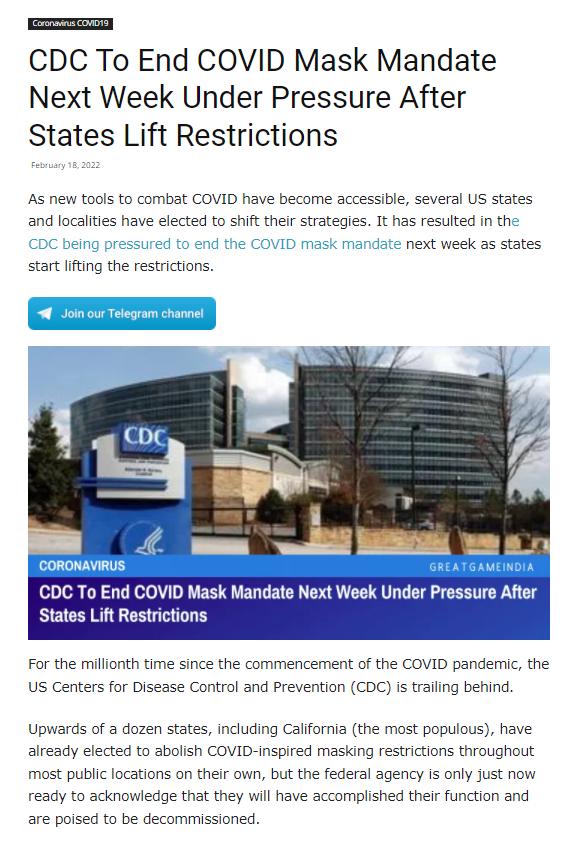 Coronavirus COVID19
CDC To End COVID Mask Mandate
Next Week Under Pressure After
States Lift Restrictions
February 18, 2022
As new tools to combat COVID have become accessible, several US states
and localities have elected to shift their strategies. It has resulted in the
CDC being pressured to end the COVID mask mandate next week as states
start lifting the restrictions.
Join our Telegram channel
CDC
CORONAVIRUS
GREATGAMEINDIA
CDC To End COVID Mask Mandate Next Week Under Pressure After
States Lift Restrictions
For the millionth time since the commencement of the COVID pandemic, the
US Centers for Disease Control and Prevention (CDC) is trailing behind.
Upwards of a dozen states, including California (the most populous), have
already elected to abolish COVID-inspired masking restrictions throughout
most public locations on their own, but the federal agency is only just now
ready to acknowledge that they will have accomplished their function and
are poised to be decommissioned.